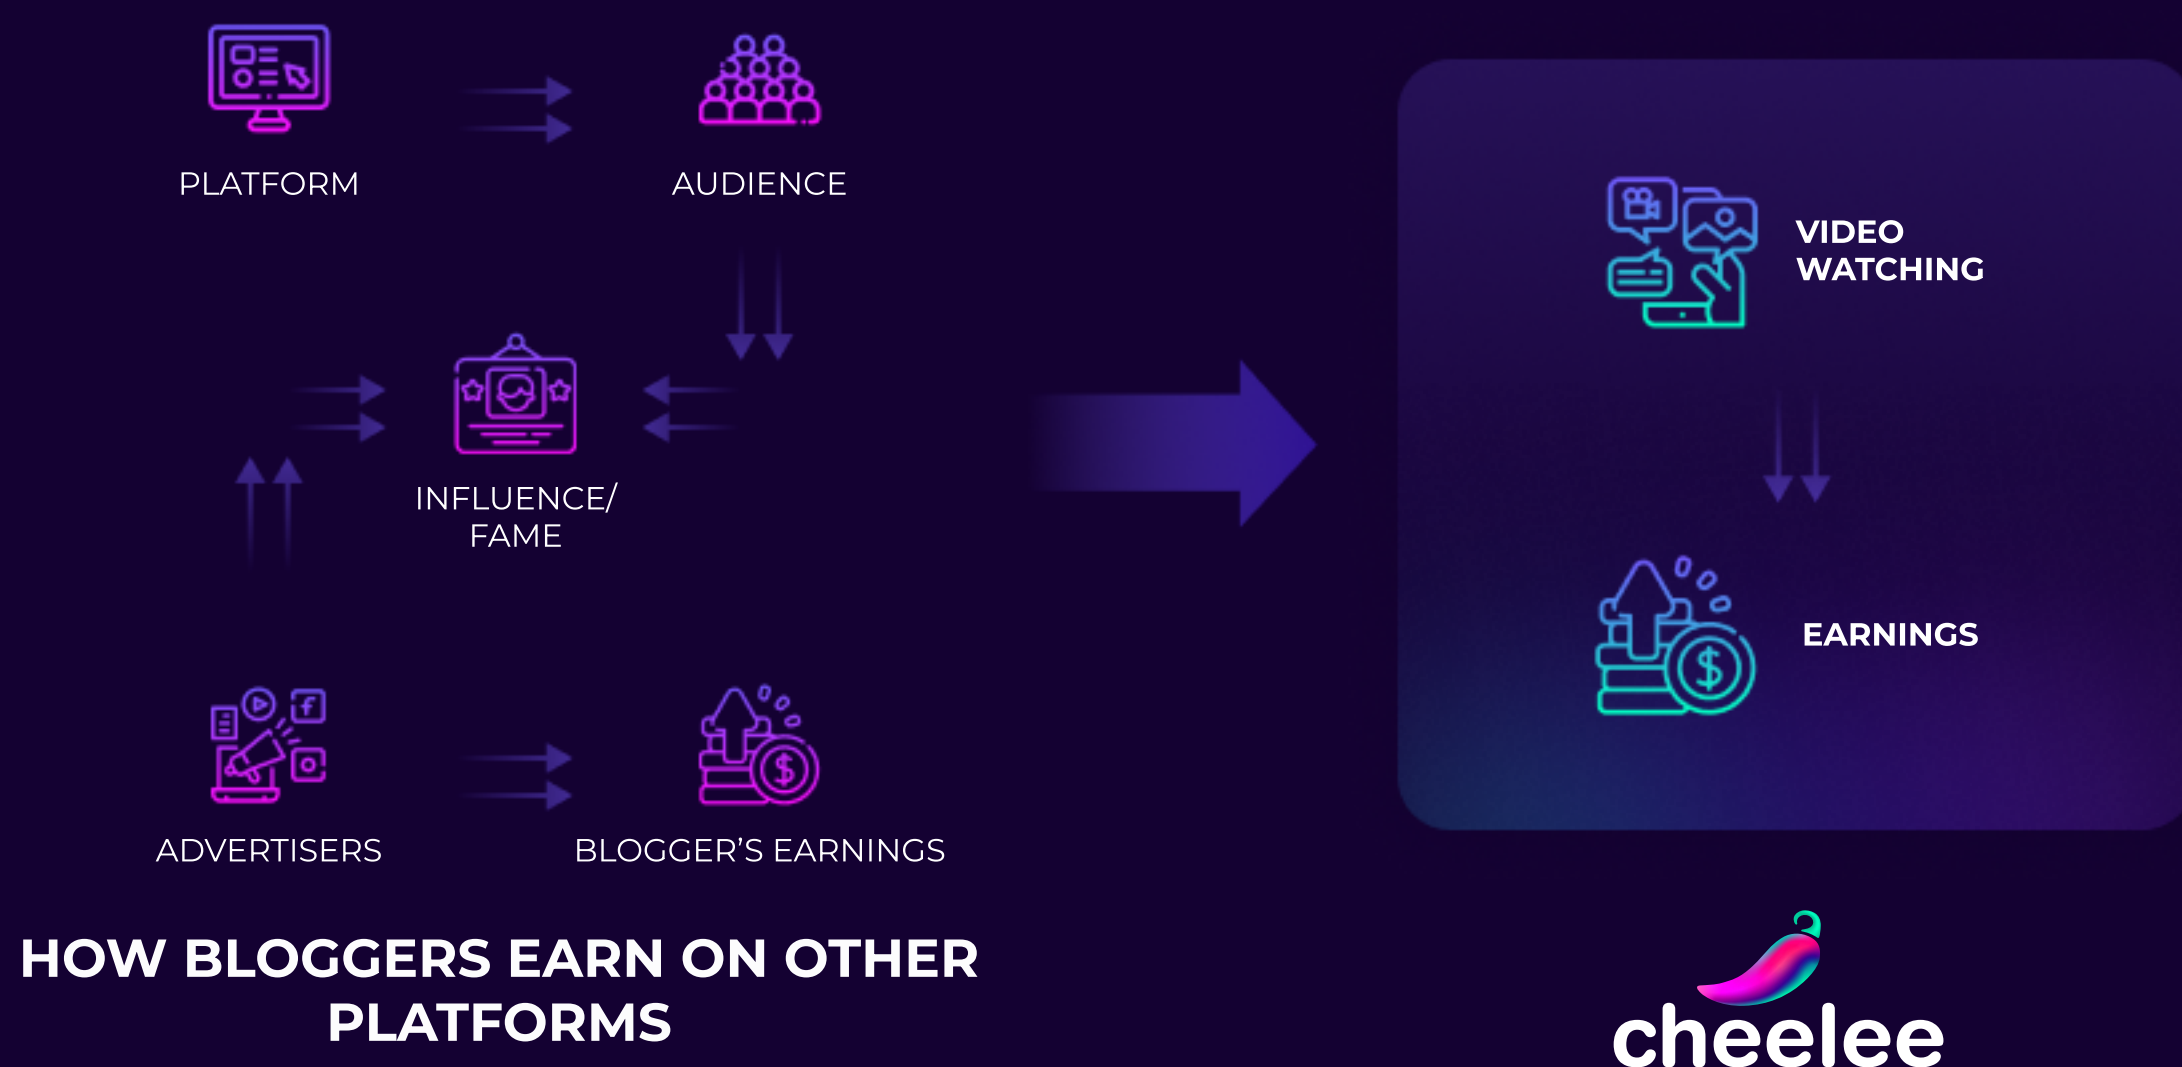 PLATFORM
AUDIENCE
INFLUENCE/
FAME
ADVERTISERS
BLOGGER’S EARNINGS
HOW BLOGGERS EARN ON OTHER
PLATFORMS
VIDEO
WATCHING
EARNINGS
cheelee